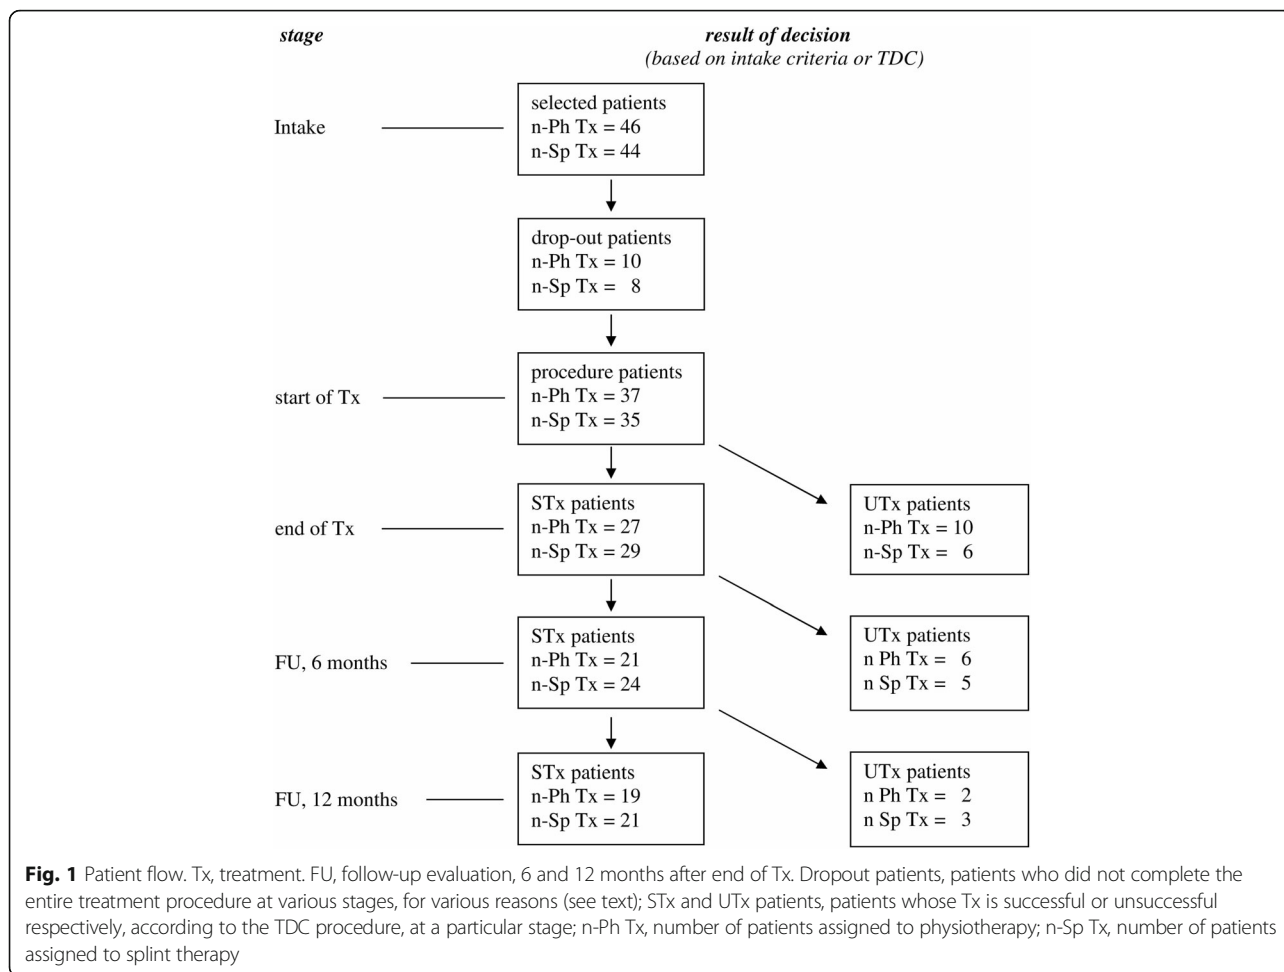 stage
result of decision
(based on intake criteria or TDC)
Intake
selected patients
n-Ph Tx = 46
n-Sp Tx = 44
drop-out patients
n-Ph Tx = 10
n-Sp Tx = 8
start of Tx
procedure patients
n-Ph Tx = 37
n-Sp Tx = 35
end of Tx
STx patients
n-Ph Tx = 27
n-Sp Tx = 29
UTx patients
n-Ph Tx = 10
n-Sp Tx = 6
FU, 6 months
STx patients
n-Ph Tx = 21
n-Sp Tx = 24
UTx patients
n Ph Tx = 6
n Sp Tx = 5
FU, 12 months
STx patients
n-Ph Tx = 19
n-Sp Tx = 21
UTx patients
n Ph Tx = 2
n Sp Tx = 3
Fig. 1 Patient flow. Tx, treatment. FU, follow-up evaluation, 6 and 12 months after end of Tx. Dropout patients, patients who did not complete the
entire treatment procedure at various stages, for various reasons (see text); STx and UTx patients, patients whose Tx is successful or unsuccessful
respectively, according to the TDC procedure, at a particular stage; n-Ph Tx, number of patients assigned to physiotherapy; n-Sp Tx, number of patients
assigned to splint therapy